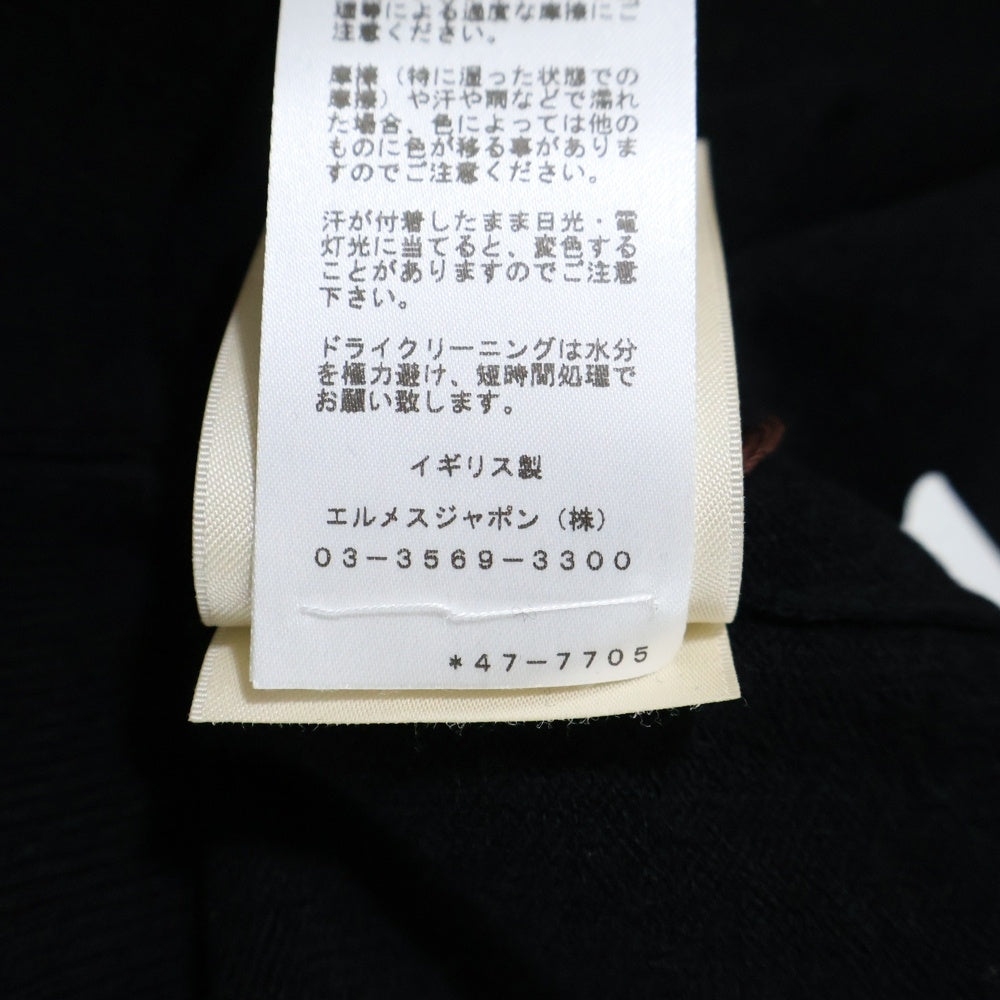 等による過度な摩擦にご
注意ください。
摩擦（特に湿った状態での
摩擦）や汗や雨などで濡れ
た場合、色によっては他の
ものに色が移る事がありま
すのでご注意ください。
汗が付着したまま日光・電
灯光に当てると、変色する
ことがありますのでご注意
下さい。
ドライクリーニングは水分
を極力避け、短時間処理で
お願い致します。
イギリス製
エルメスジャポン（株）
03－3569－3300
*47－7705